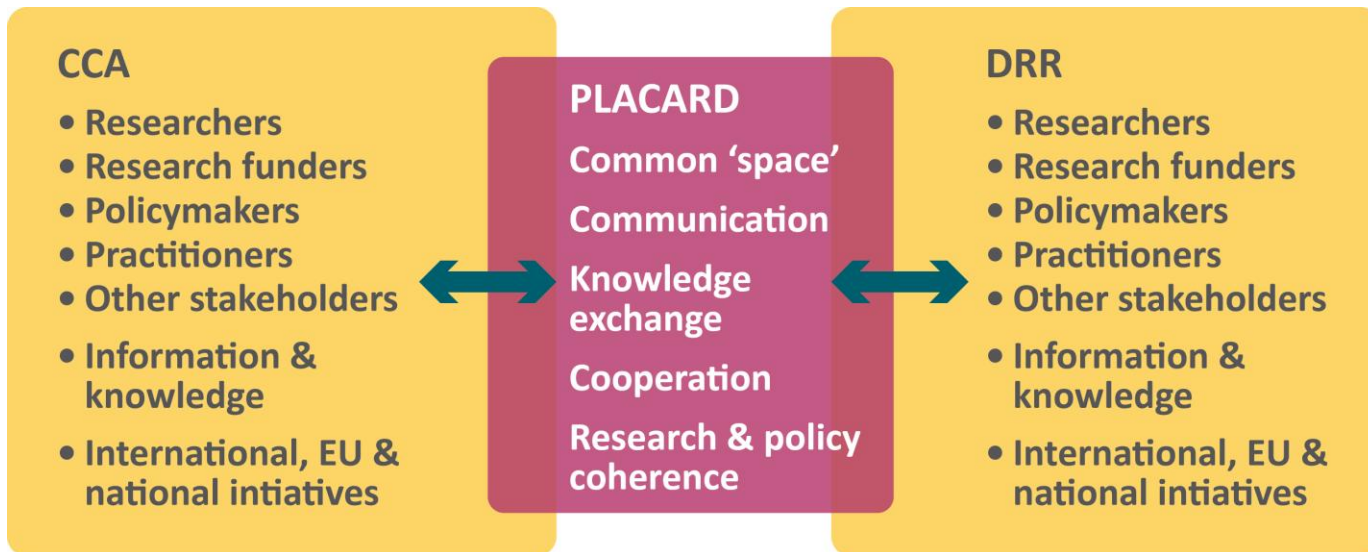 CCA
• Researchers
• Research funders
• Policymakers
• Practitioners
• Other stakeholders
• Information &
knowledge
• International, EU &
national intiatives
PLACARD
Common ‘space’
Communication
Knowledge
exchange
Cooperation
Research & policy
coherence
DRR
• Researchers
• Research funders
• Policymakers
• Practitioners
• Other stakeholders
• Information &
knowledge
• International, EU &
national intiatives